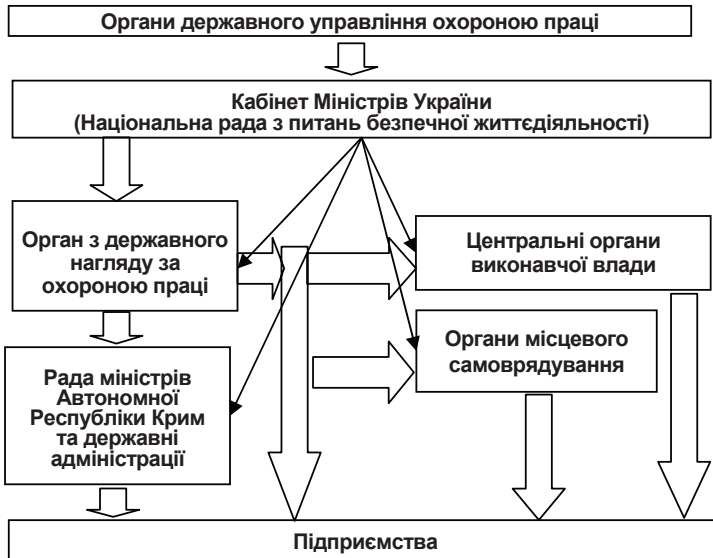 Органи державного управління охороною праці
Кабінет Міністрів України
(Національна рада з питань безпечної життєдіяльності)
Орган з державного
нагляду за
охороною праці
Центральні органи
виконавчої влади
Органи місцевого
самоврядування
Рада міністрів
Автономної
Республіки Крим
та державні
адміністрації
Підприємства